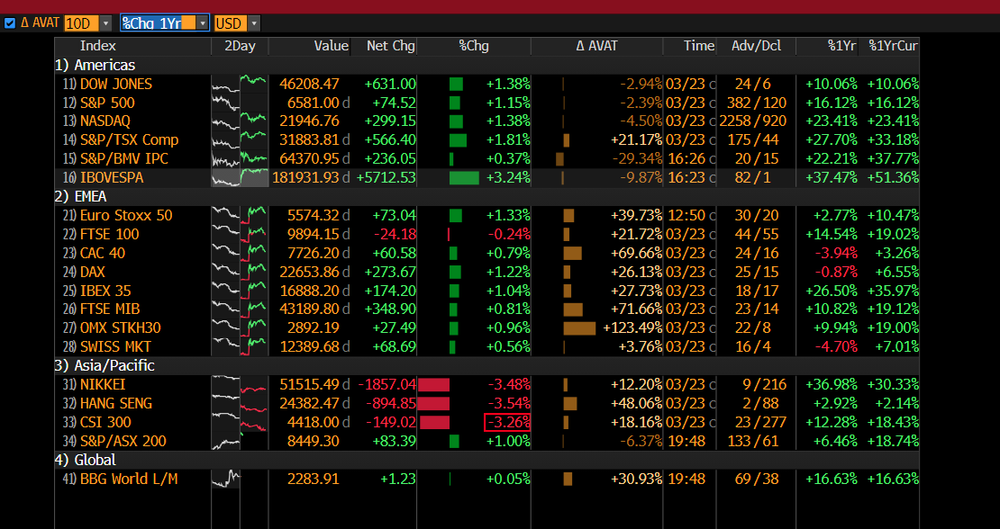 Δ AVAT 10D %Chg 1Yr USD
Index 2Day Value Net Chg %Chg Δ AVAT Time Adv/Dcl %1Yr %1YrCur
1) Americas
11) DOW JONES 46208.47 +631.00 +1.38% -2.94% 03/23 c 24 / 6 +10.06% +10.06%
12) S&P 500 6581.00 d +74.52 +1.15% -2.39% 03/23 c 382 / 120 +16.12% +16.12%
13) NASDAQ 21946.76 +299.15 +1.38% -4.50% 03/23 c 2258 / 920 +23.41% +23.41%
14) S&P/TSX Comp 31883.81 d +566.40 +1.81% +21.17% 03/23 c 175 / 44 +27.70% +33.18%
15) S&P/BMV IPC 64370.95 d +236.05 +0.37% -29.34% 16:26 c 20 / 15 +22.21% +37.77%
16) IBOVESPA 181931.93 d +5712.53 +3.24% -9.87% 16:23 c 82 / 1 +37.47% +51.36%
2) EMEA
21) Euro Stoxx 50 5574.32 d +73.04 +1.33% +39.73% 12:50 c 30 / 20 +2.77% +10.47%
22) FTSE 100 9894.15 d -24.18 -0.24% +21.72% 03/23 c 44 / 55 +14.54% +19.02%
23) CAC 40 7726.20 d +60.58 +0.79% +69.66% 03/23 c 24 / 16 -3.94% +3.26%
24) DAX 22653.86 d +273.67 +1.22% +26.13% 03/23 c 25 / 15 -0.87% +6.55%
25) IBEX 35 16888.20 d +174.20 +1.04% +27.73% 03/23 c 18 / 17 +26.50% +35.97%
26) FTSE MIB 43189.80 d +348.90 +0.81% +71.66% 03/23 c 23 / 14 +10.82% +19.12%
27) OMX STKH30 2892.19 +27.49 +0.96% +123.49% 03/23 c 22 / 8 +9.94% +19.00%
28) SWISS MKT 12389.68 d +68.69 +0.56% +3.76% 03/23 c 16 / 4 -4.70% +7.01%
3) Asia/Pacific
31) NIKKEI 51515.49 d -1857.04 -3.48% +12.20% 03/23 c 9 / 216 +36.98% +30.33%
32) HANG SENG 24382.47 d -894.85 -3.54% +48.06% 03/23 c 2 / 88 +2.92% +2.14%
33) CSI 300 4418.00 d -149.02 -3.26% +18.16% 03/23 c 23 / 277 +12.28% +18.43%
34) S&P/ASX 200 8449.30 +83.39 +1.00% -6.37% 19:48 133 / 61 +6.46% +18.74%
4) Global
41) BBG World L/M 2283.91 +1.23 +0.05% +30.93% 19:48 69 / 38 +16.63% +16.63%